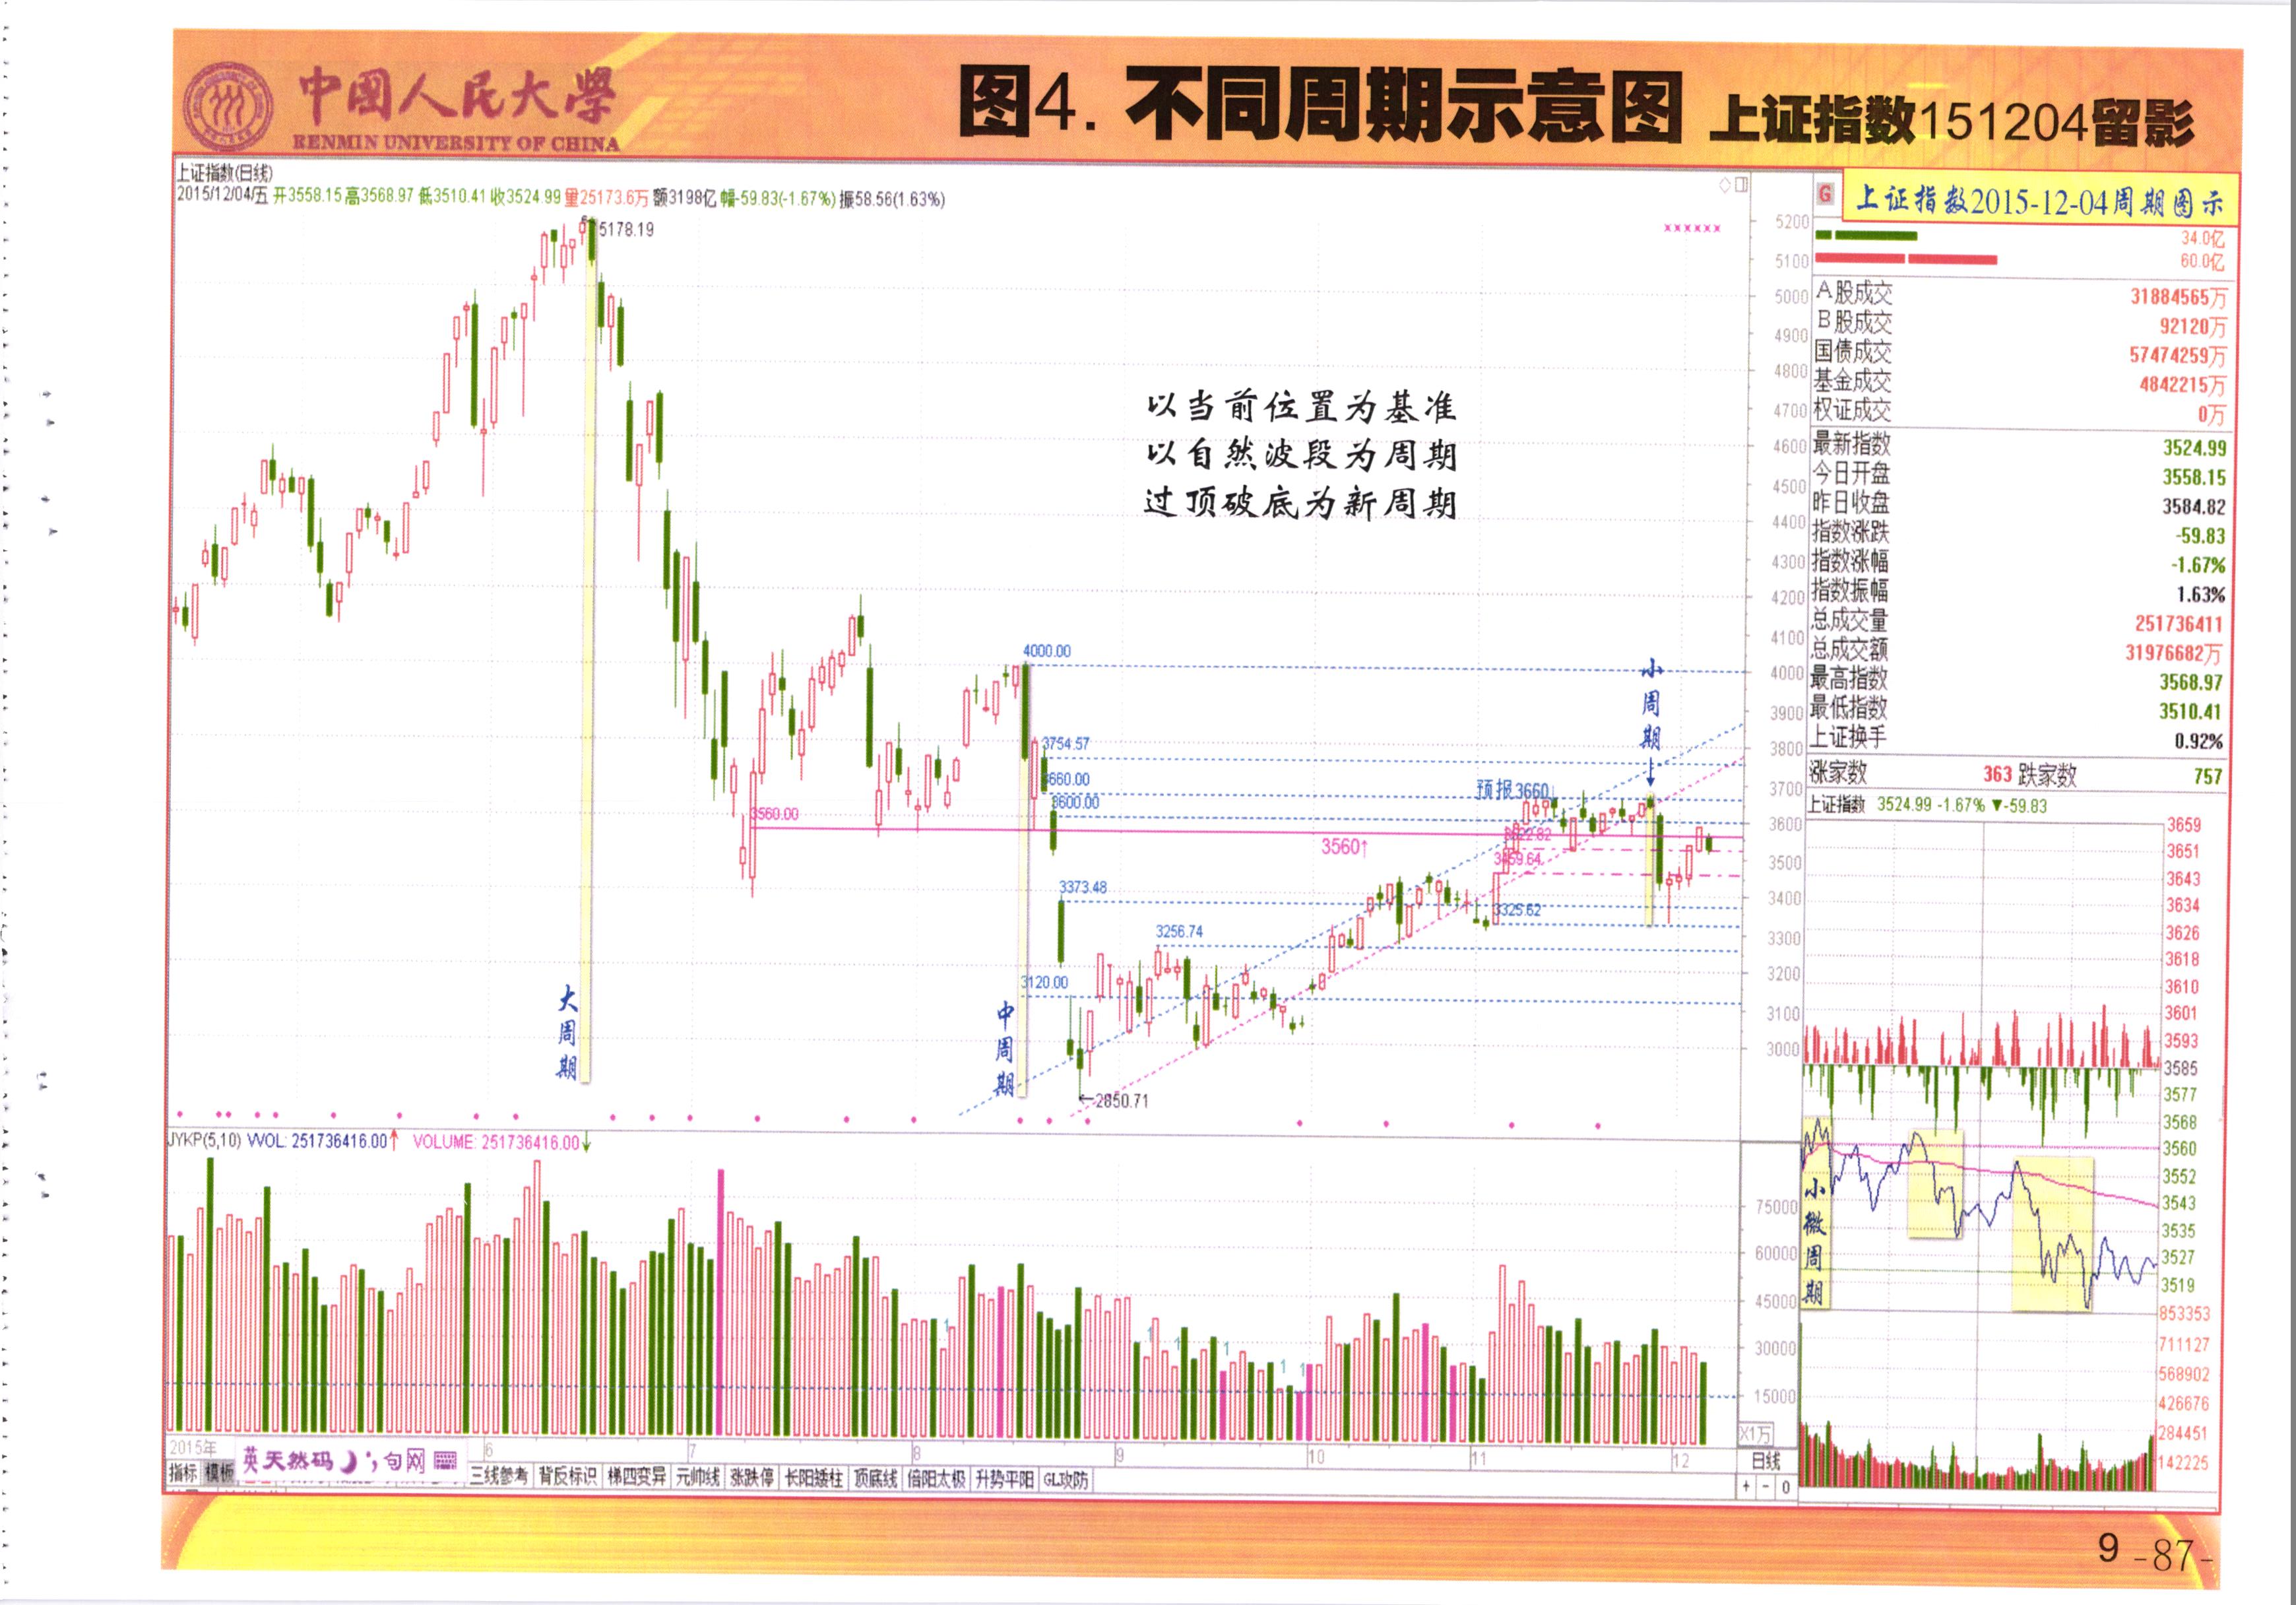 中國人民大學
RENMIN UNIVERSITY OF CHINA
图4. 不同周期示意图 上证指数151204留影
上证指数(日线)
2015/12/04/五 开3558.15 高3568.97 低3510.41 收3524.99 量25173.6万 额3198亿 幅-59.83(-1.67%) 振58.56(1.63%)
5178.19
××××××
以当前位置为基准
以自然波段为周期
过顶破底为新周期
4000.00
3754.57
3660.00
3600.00
3560.00
3560↑
预报3660
3459.64
3373.48
3325.62
3256.74
3120.00
←2850.71
大周期
中周期
小周期
5200
5100
5000
4900
4800
4700
4600
4500
4400
4300
4200
4100
4000
3900
3800
3700
3600
3500
3400
3300
3200
3100
3000
JYKP(5,10) VVOL: 251736416.00↑ VOLUME: 251736416.00↓
75000
60000
45000
30000
15000
X1万
2015年 6 7 8 9 10 11 12 日线
英天然码 句网
指标 模板 三线参考 背反标识 梯四变异 元帅线 涨跌停 长阳矮柱 顶底线 倍阳太极 升势平阳 GL攻防
+ - 0
G 上证指数2015-12-04周期图示
34.0亿
60.0亿
A股成交 31884565万
B股成交 92120万
国债成交 57474259万
基金成交 4842215万
权证成交 0万
最新指数 3524.99
今日开盘 3558.15
昨日收盘 3584.82
指数涨跌 -59.83
指数涨幅 -1.67%
指数振幅 1.63%
总成交量 251736411
总成交额 31976682万
最高指数 3568.97
最低指数 3510.41
上证换手 0.92%
涨家数 363 跌家数 757
上证指数 3524.99 -1.67% ▼-59.83
3659
3651
3643
3634
3626
3618
3610
3601
3593
3585
3577
3568
3560
3552
3543
3535
3527
3519
853353
711127
568902
426676
284451
142225
小微周期
9 -87-